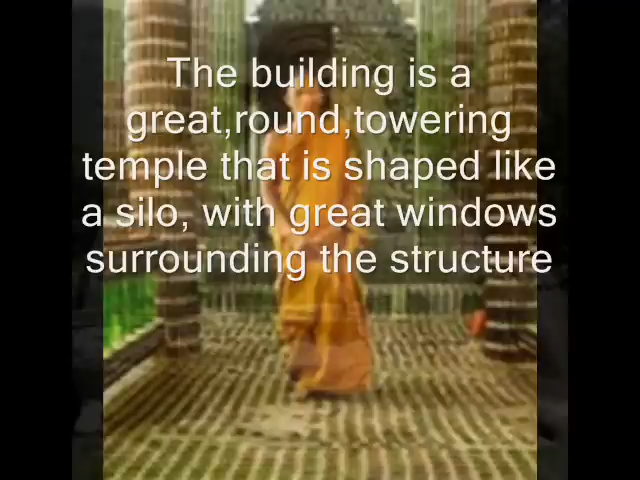 The building is a
great,round,towering
temple that is shaped like
a silo, with great windows
surrounding the structure